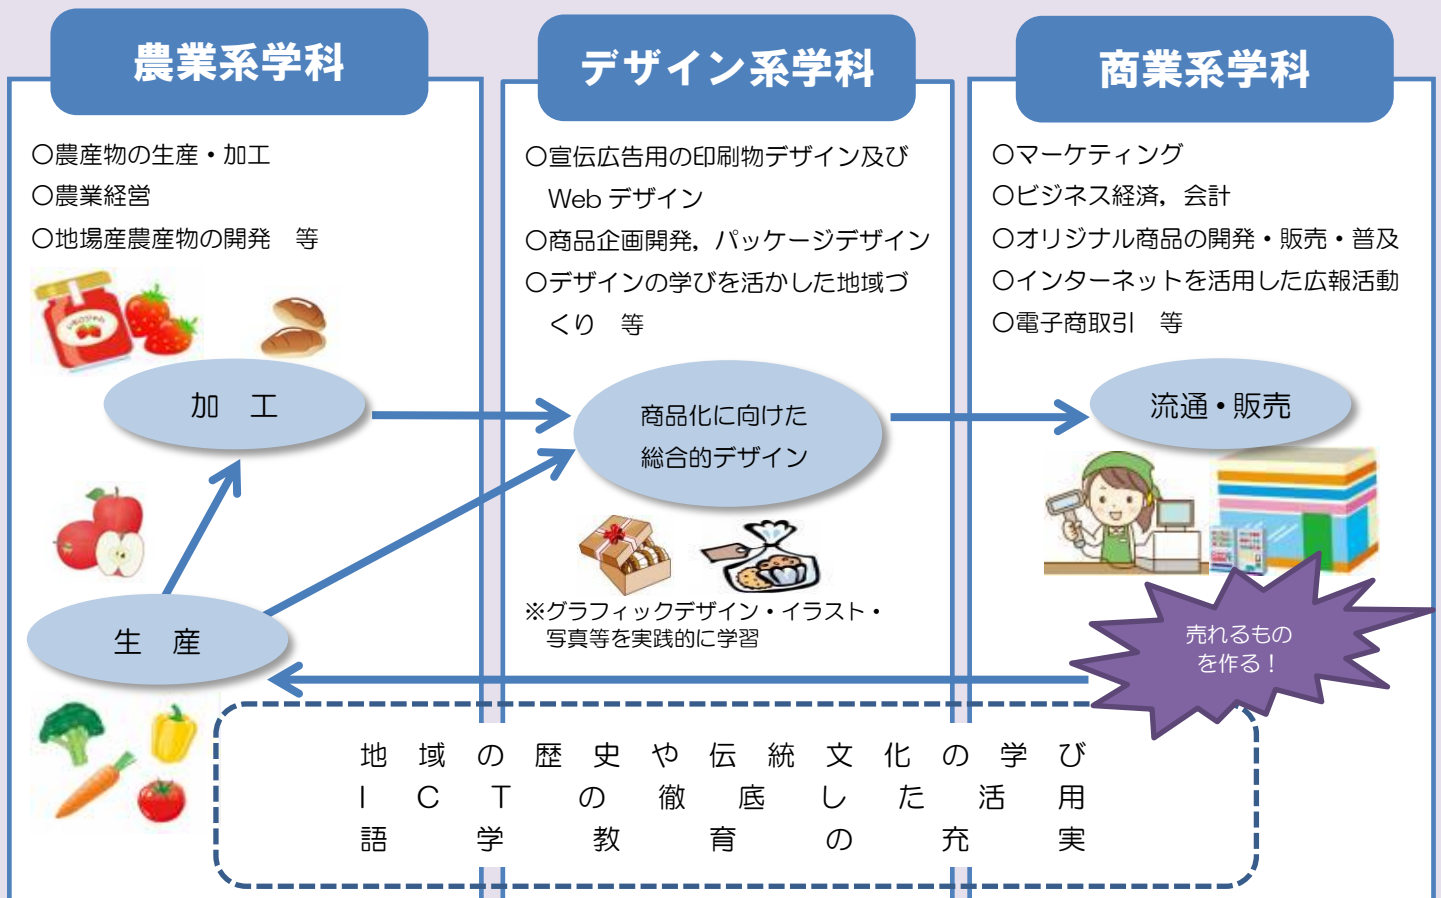 農業系学科
○農産物の生産・加工
○農業経営
○地場産農産物の開発　等
加　工
生　産
デザイン系学科
○宣伝広告用の印刷物デザイン及び
Web デザイン
○商品企画開発，パッケージデザイン
○デザインの学びを活かした地域づ
くり　等
商品化に向けた
総合的デザイン
※グラフィックデザイン・イラスト・
写真等を実践的に学習
商業系学科
○マーケティング
○ビジネス経済，会計
○オリジナル商品の開発・販売・普及
○インターネットを活用した広報活動
○電子商取引　等
流通・販売
売れるもの
を作る！
地域の歴史や伝統文化の学び
ＩＣＴの徹底した活用
語学教育の充実